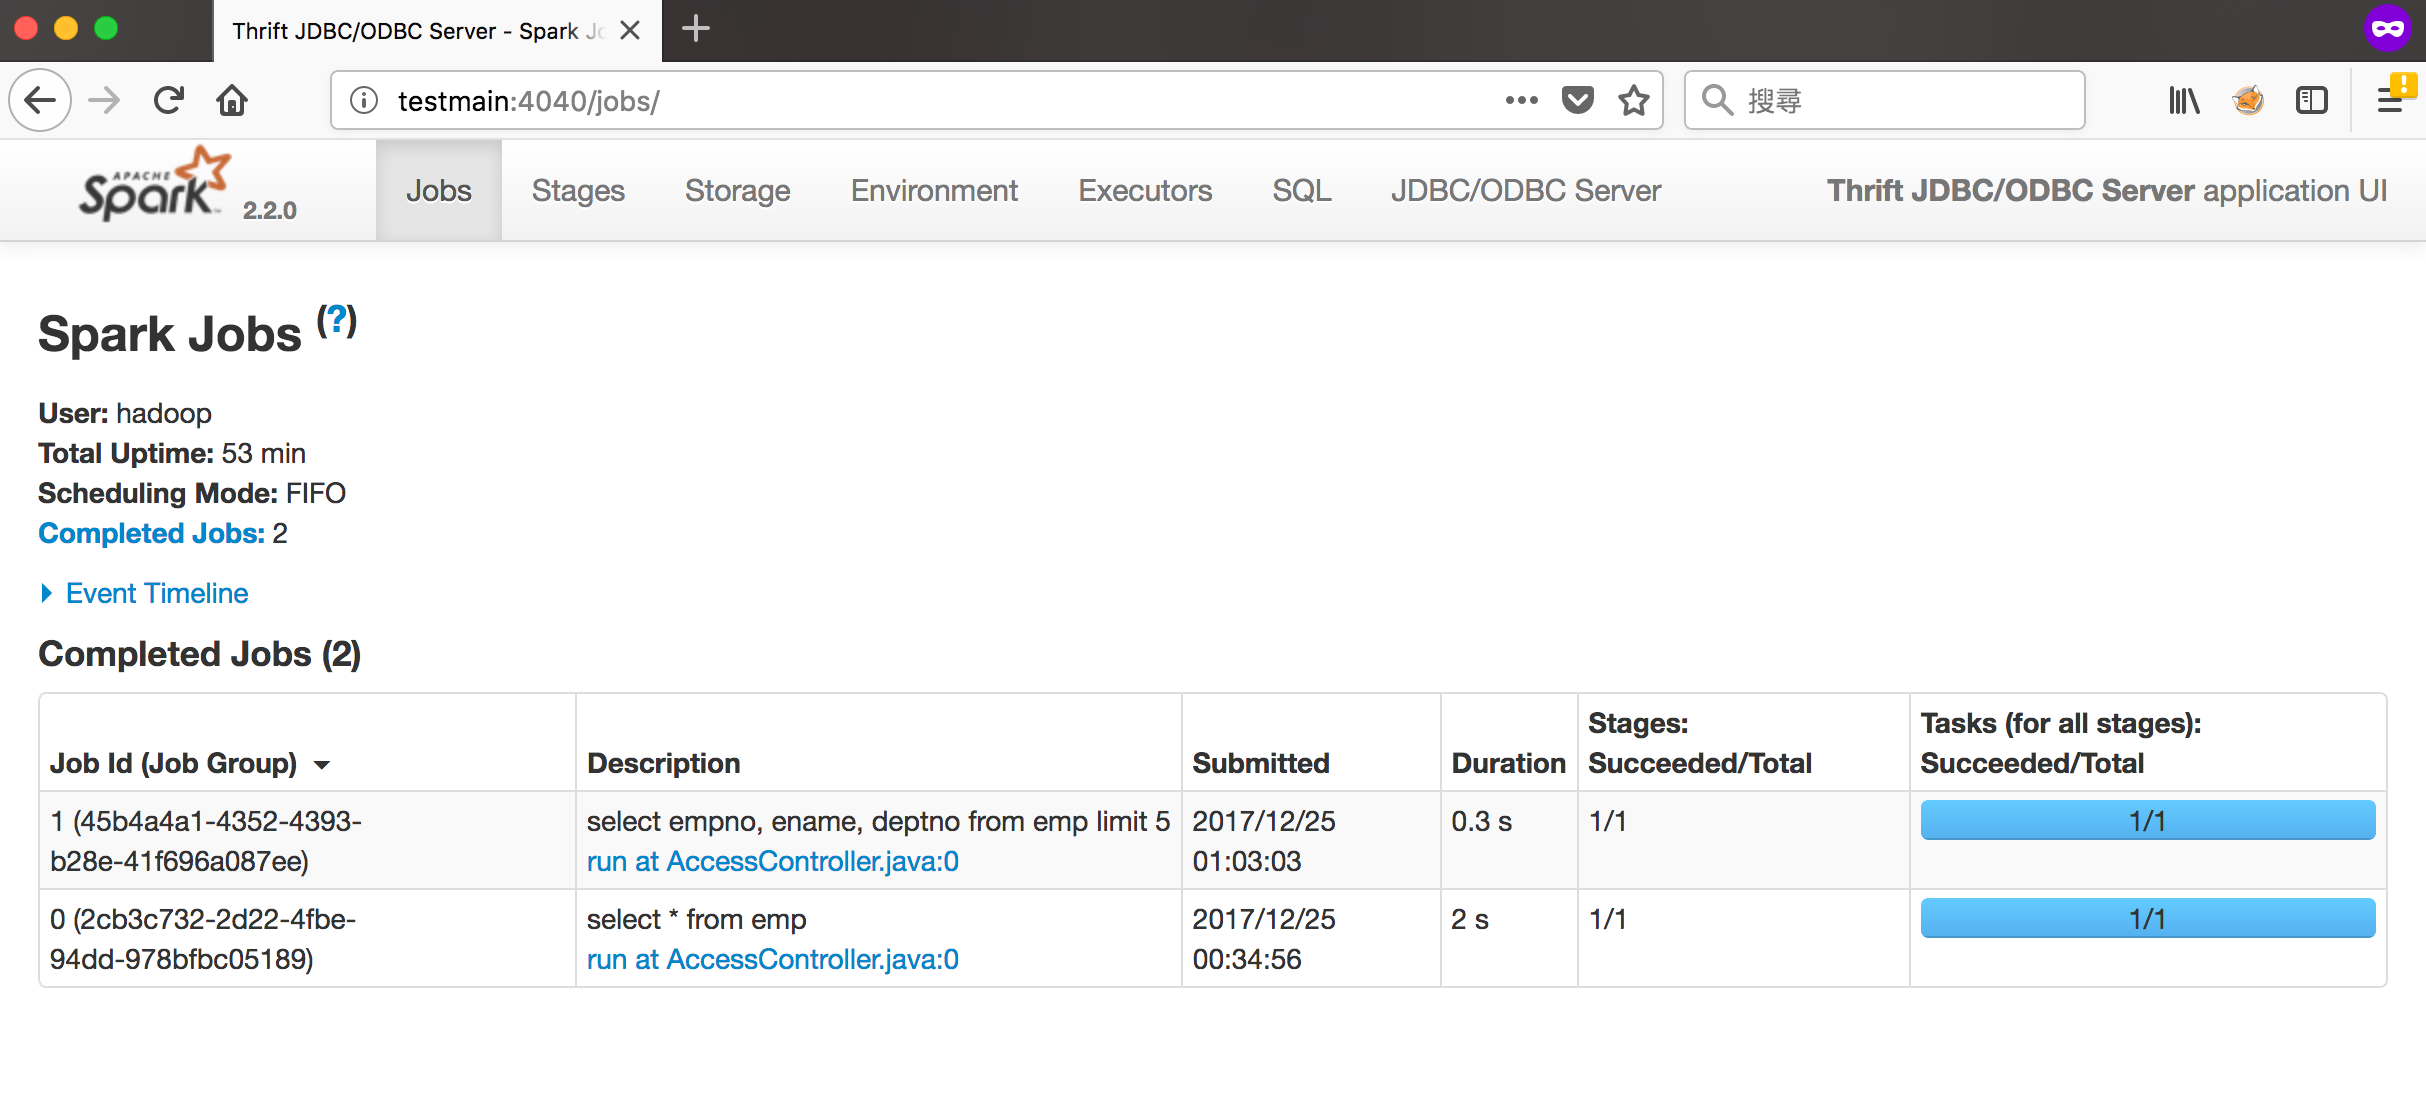 Thrift JDBC/ODBC Server - Spark Jo
testmain:4040/jobs/
搜尋
APACHE
Spark 2.2.0
Jobs Stages Storage Environment Executors SQL JDBC/ODBC Server Thrift JDBC/ODBC Server application UI
Spark Jobs (?)
User: hadoop
Total Uptime: 53 min
Scheduling Mode: FIFO
Completed Jobs: 2
Event Timeline
Completed Jobs (2)
Job Id (Job Group)
Description
Submitted
Duration
Stages:
Succeeded/Total
Tasks (for all stages):
Succeeded/Total
1 (45b4a4a1-4352-4393-
b28e-41f696a087ee)
select empno, ename, deptno from emp limit 5
run at AccessController.java:0
2017/12/25
01:03:03
0.3 s
1/1
1/1
0 (2cb3c732-2d22-4fbe-
94dd-978bfbc05189)
select * from emp
run at AccessController.java:0
2017/12/25
00:34:56
2 s
1/1
1/1